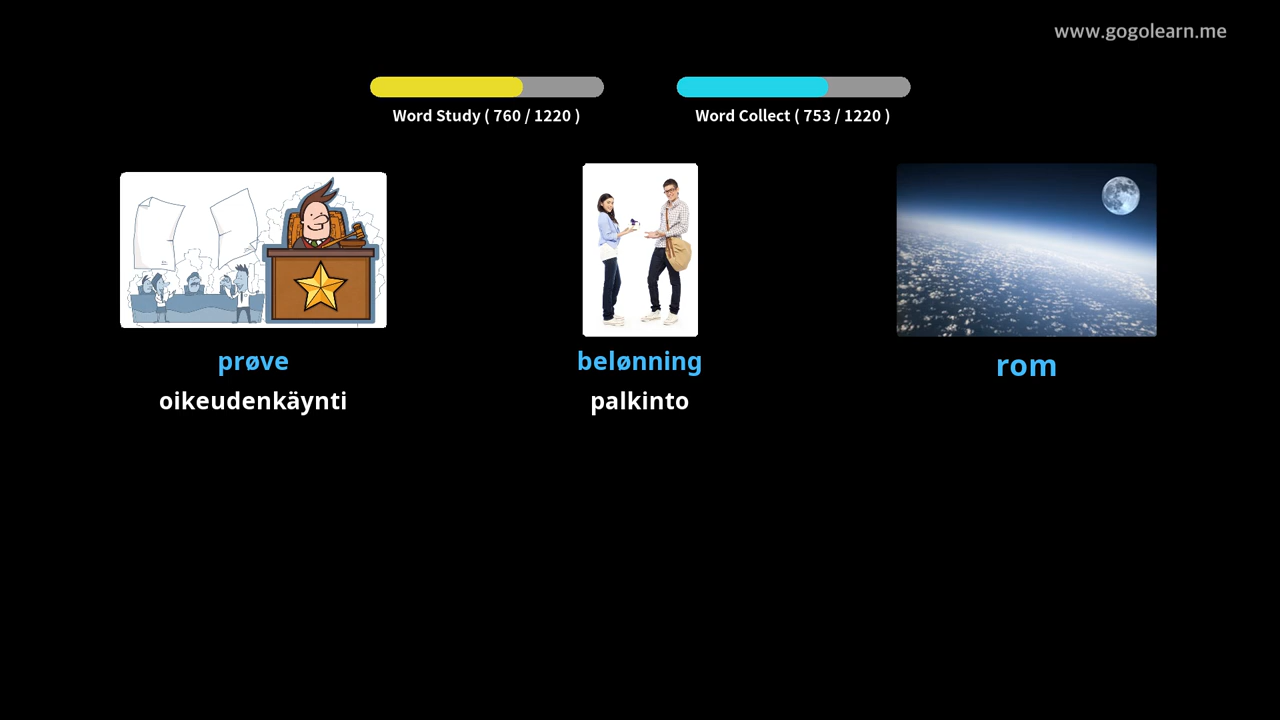 www.gogolearn.me
Word Study ( 760 / 1220 )
Word Collect ( 753 / 1220 )
prøve
oikeudenkäynti
belønning
palkinto
rom